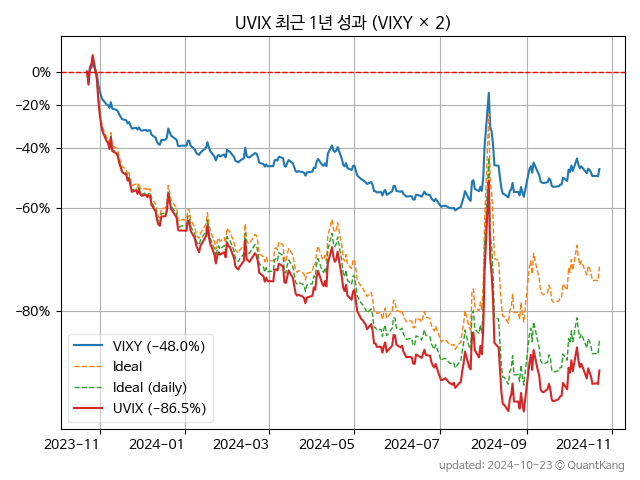 UVIX 최근 1년 성과 (VIXY × 2)
0%
−20%
−40%
−60%
−80%
VIXY (−48.0%)
Ideal
Ideal (daily)
UVIX (−86.5%)
2023-11
2024-01
2024-03
2024-05
2024-07
2024-09
2024-11
updated: 2024-10-23 © QuantKang